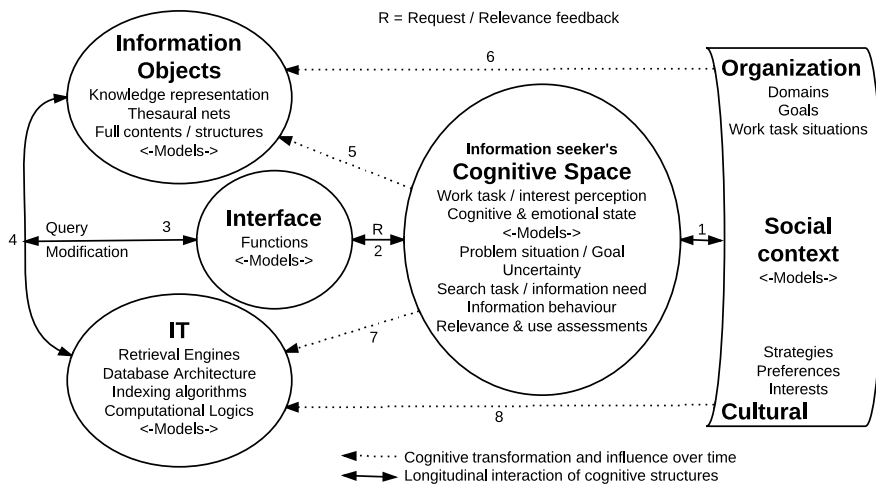 R = Request / Relevance feedback
Information
Objects
Knowledge representation
Thesaural nets
Full contents / structures
<-Models->
6
Organization
Domains
Goals
Work task situations
5
Information seeker's
Cognitive Space
Work task / interest perception
Cognitive & emotional state
<-Models->
Problem situation / Goal
Uncertainty
Search task / information need
Information behaviour
Relevance & use assessments
4
Query
Modification
3
Interface
Functions
<-Models->
R
2
1
Social
context
<-Models->
IT
Retrieval Engines
Database Architecture
Indexing algorithms
Computational Logics
<-Models->
7
8
Strategies
Preferences
Interests
Cultural
Cognitive transformation and influence over time
Longitudinal interaction of cognitive structures